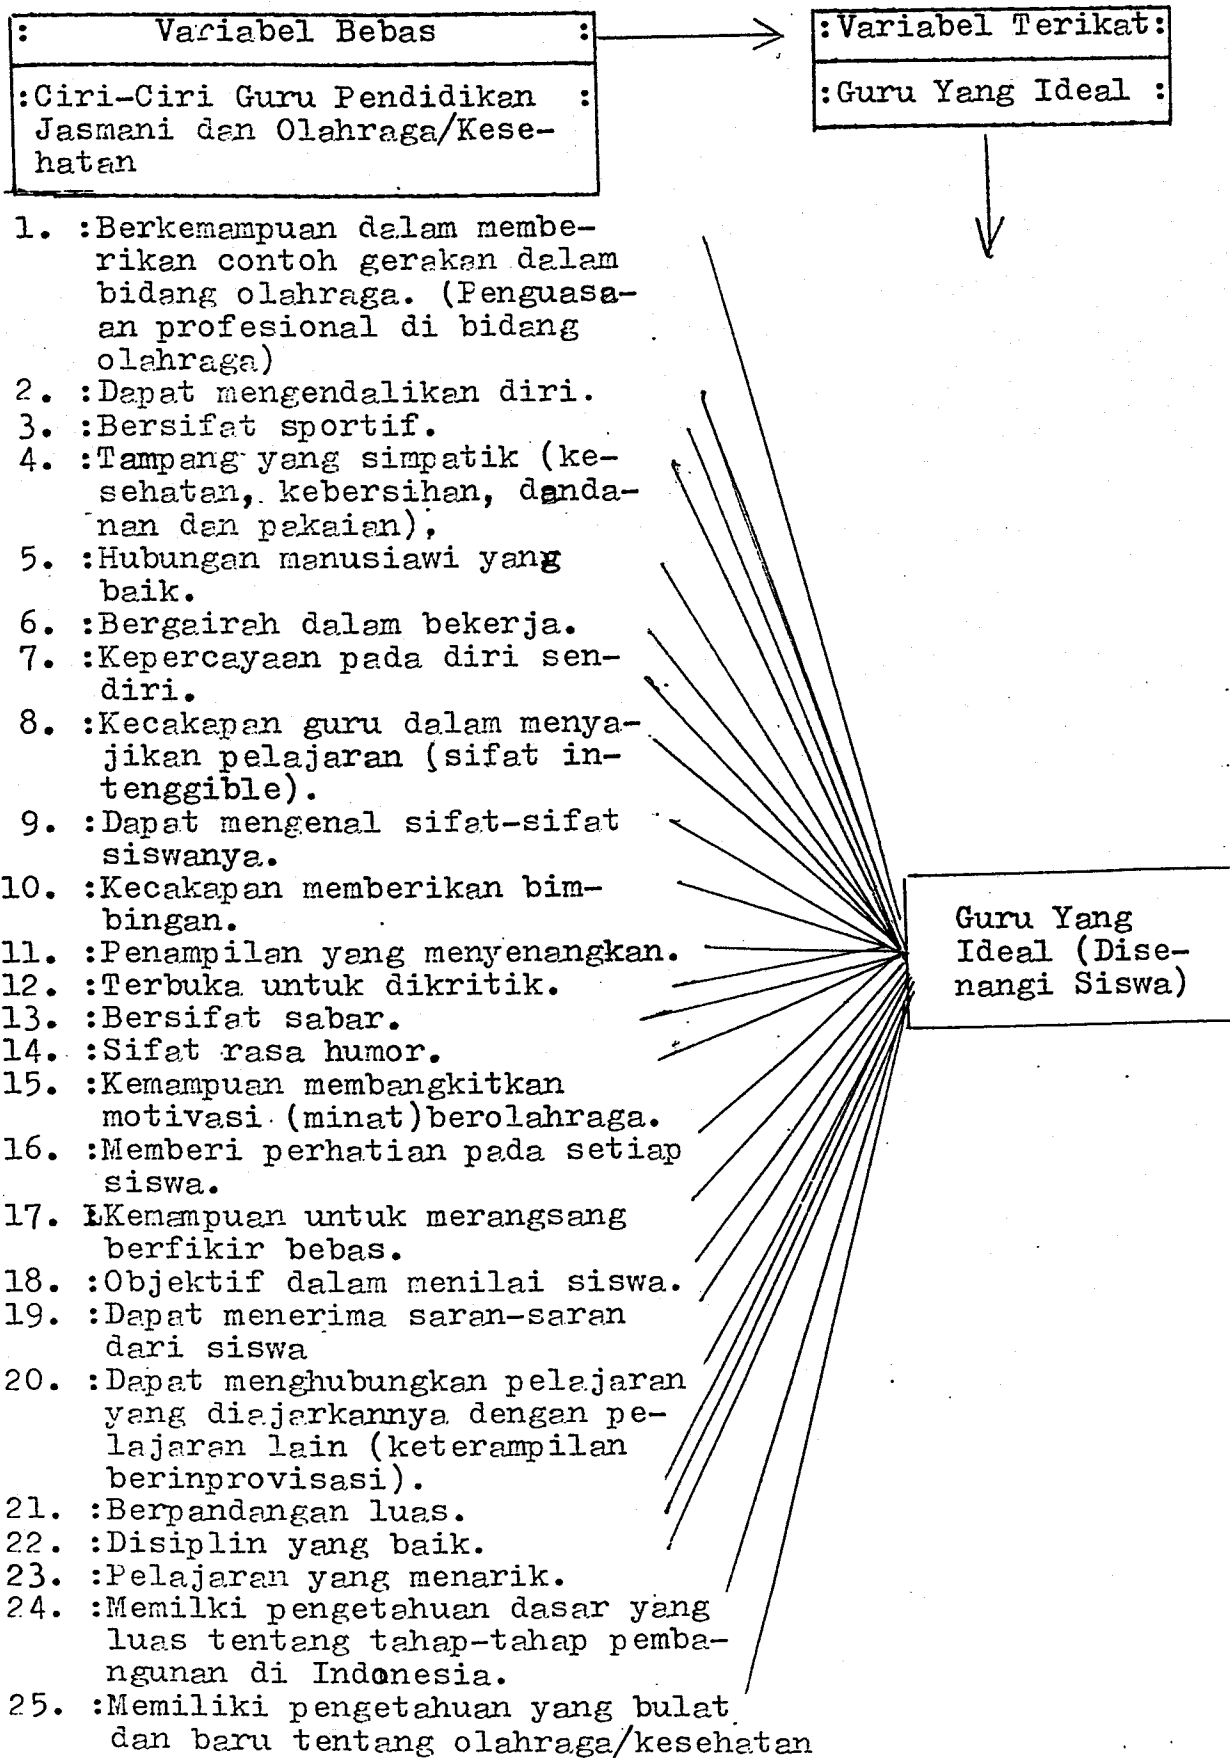 : Variabel Bebas :
:Variabel Terikat:
:Ciri-Ciri Guru Pendidikan :
Jasmani dan Olahraga/Kese-
hatan
:Guru Yang Ideal :
1. :Berkemampuan dalam membe-
rikan contoh gerakan dalam
bidang olahraga. (Penguasa-
an profesional di bidang
olahraga)
2. :Dapat mengendalikan diri.
3. :Bersifat sportif.
4. :Tampang yang simpatik (ke-
sehatan, kebersihan, danda-
nan dan pakaian),
5. :Hubungan manusiawi yang
baik.
6. :Bergairah dalam bekerja.
7. :Kepercayaan pada diri sen-
diri.
8. :Kecakapan guru dalam menya-
jikan pelajaran (sifat in-
tenggible).
9. :Dapat mengenal sifat-sifat
siswanya.
10. :Kecakapan memberikan bim-
bingan.
11. :Penampilan yang menyenangkan.
12. :Terbuka untuk dikritik.
13. :Bersifat sabar.
14. :Sifat rasa humor.
15. :Kemampuan membangkitkan
motivasi (minat)berolahraga.
16. :Memberi perhatian pada setiap
siswa.
17. :Kemampuan untuk merangsang
berfikir bebas.
18. :Objektif dalam menilai siswa.
19. :Dapat menerima saran-saran
dari siswa
20. :Dapat menghubungkan pelajaran
yang diajarkannya dengan pe-
lajaran lain (keterampilan
berinprovisasi).
21. :Berpandangan luas.
22. :Disiplin yang baik.
23. :Pelajaran yang menarik.
24. :Memilki pengetahuan dasar yang
luas tentang tahap-tahap pemba-
ngunan di Indonesia.
25. :Memiliki pengetahuan yang bulat
dan baru tentang olahraga/kesehatan
Guru Yang
Ideal (Dise-
nangi Siswa)